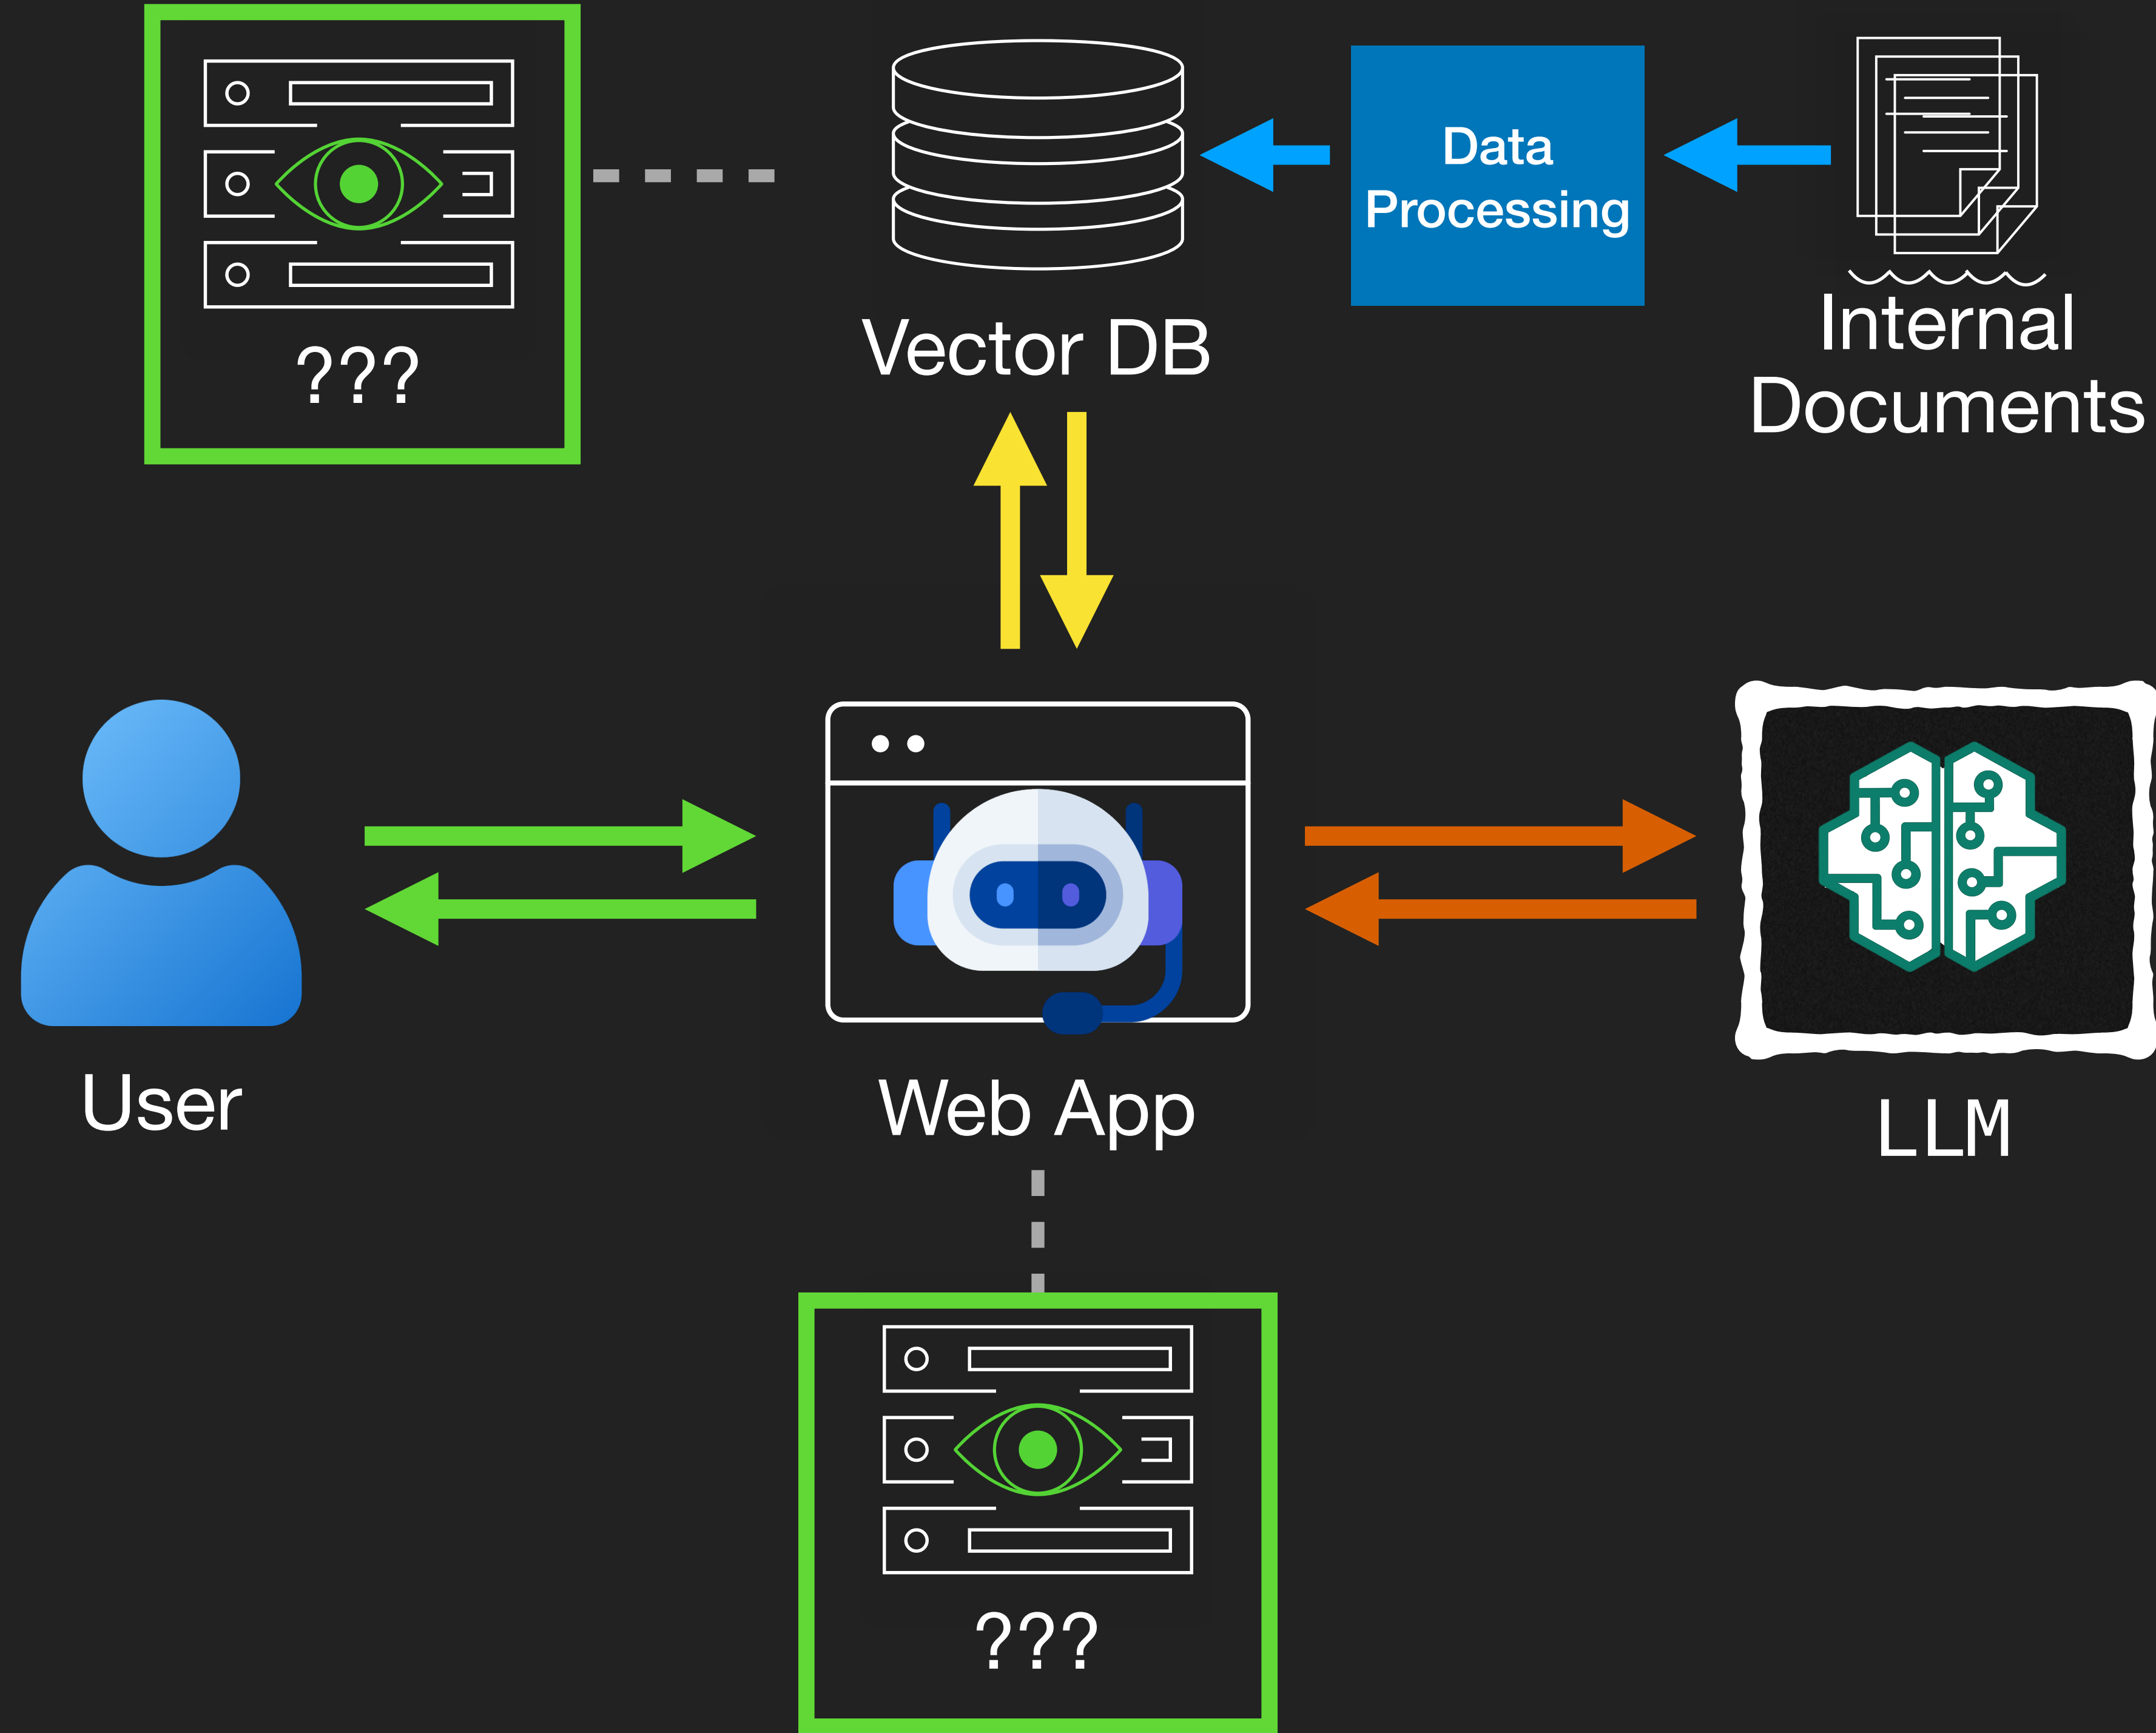 Data
Processing
???
Vector DB
Internal
Documents
User
Web App
LLM
???